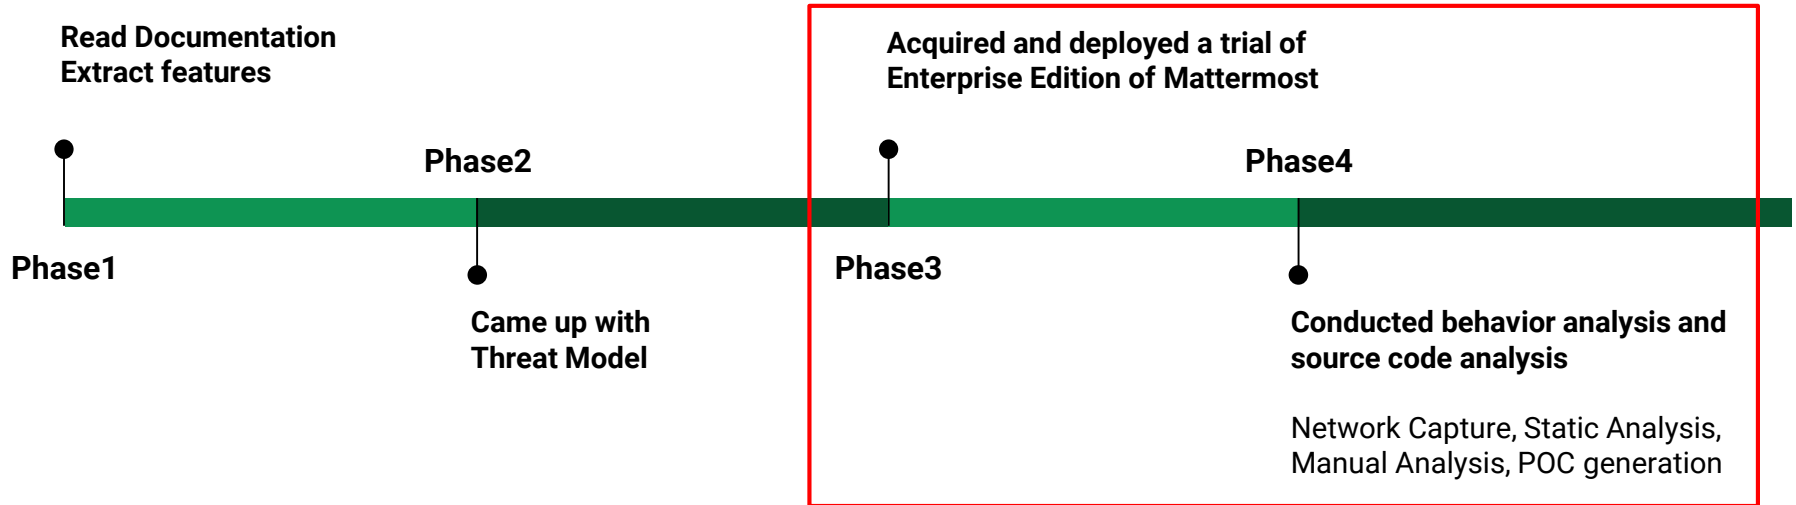 Read Documentation
Extract features
Phase1
Phase2
Came up with
Threat Model
Acquired and deployed a trial of
Enterprise Edition of Mattermost
Phase3
Phase4
Conducted behavior analysis and
source code analysis
Network Capture, Static Analysis,
Manual Analysis, POC generation